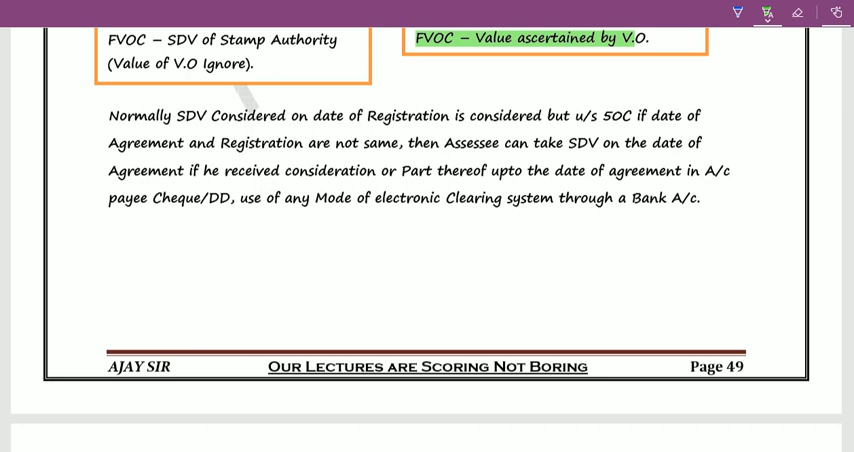 FVOC – SDV of Stamp Authority
(Value of V.O Ignore).
FVOC – Value ascertained by V.O.
Normally SDV Considered on date of Registration is considered but u/s 50C if date of
Agreement and Registration are not same, then Assessee can take SDV on the date of
Agreement if he received consideration or Part thereof upto the date of agreement in A/c
payee Cheque/DD, use of any Mode of electronic Clearing system through a Bank A/c.
AJAY SIR OUR LECTURES ARE SCORING NOT BORING Page 49